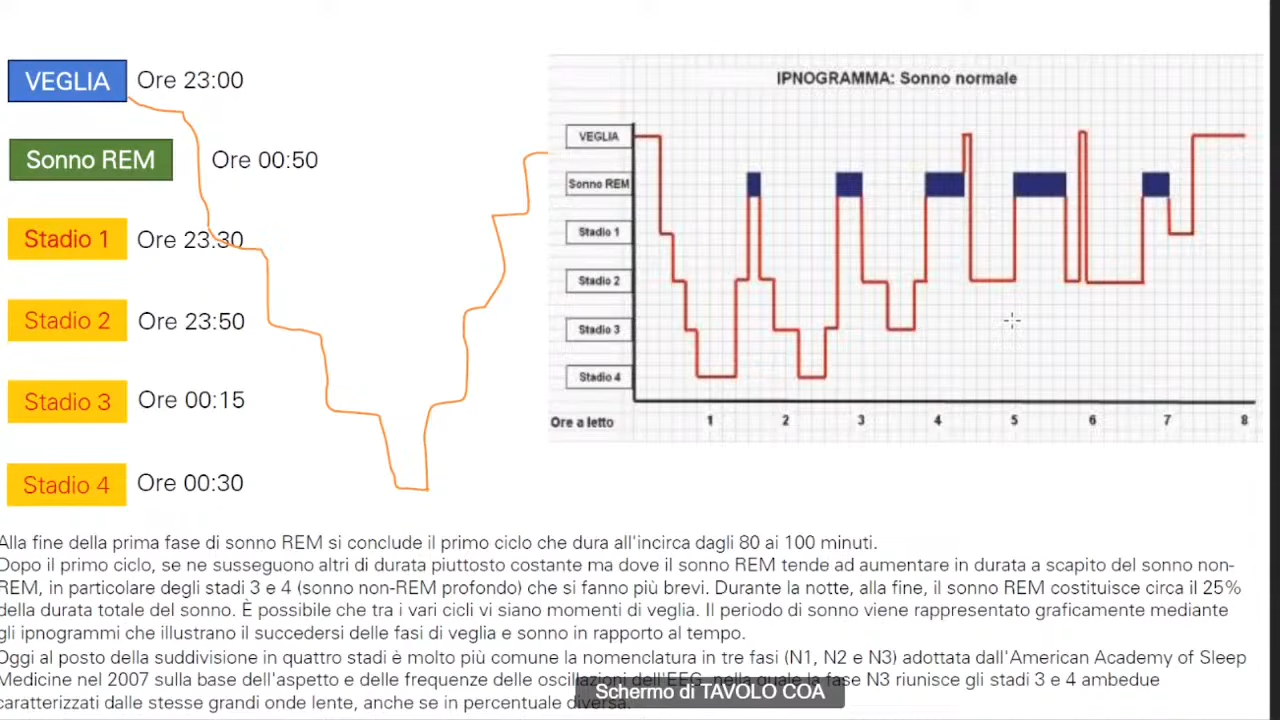 VEGLIA Ore 23:00
Sonno REM Ore 00:50
Stadio 1 Ore 23:30
Stadio 2 Ore 23:50
Stadio 3 Ore 00:15
Stadio 4 Ore 00:30
IPNOGRAMMA: Sonno normale
VEGLIA
Sonno REM
Stadio 1
Stadio 2
Stadio 3
Stadio 4
Ore a letto 1 2 3 4 5 6 7 8
Alla fine della prima fase di sonno REM si conclude il primo ciclo che dura all'incirca dagli 80 ai 100 minuti.
Dopo il primo ciclo, se ne susseguono altri di durata piuttosto costante ma dove il sonno REM tende ad aumentare in durata a scapito del sonno non-
REM, in particolare degli stadi 3 e 4 (sonno non-REM profondo) che si fanno più brevi. Durante la notte, alla fine, il sonno REM costituisce circa il 25%
della durata totale del sonno. È possibile che tra i vari cicli vi siano momenti di veglia. Il periodo di sonno viene rappresentato graficamente mediante
gli ipnogrammi che illustrano il succedersi delle fasi di veglia e sonno in rapporto al tempo.
Oggi al posto della suddivisione in quattro stadi è molto più comune la nomenclatura in tre fasi (N1, N2 e N3) adottata dall'American Academy of Sleep
Medicine nel 2007 sulla base dell'aspetto e delle frequenze delle oscillazioni dell'EEG, nella quale la fase N3 riunisce gli stadi 3 e 4 ambedue
caratterizzati dalle stesse grandi onde lente, anche se in percentuale diversa.
Schermo di TAVOLO COA